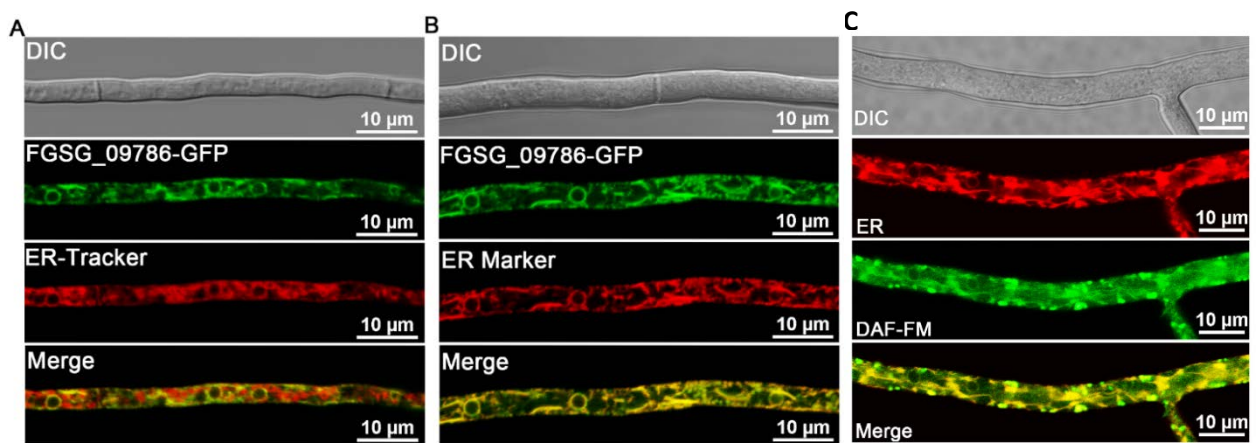 A
DIC
10 µm
FGSG_09786-GFP
10 µm
ER-Tracker
10 µm
Merge
10 µm
B
DIC
10 µm
FGSG_09786-GFP
10 µm
ER Marker
10 µm
Merge
10 µm
C
DIC
10 µm
ER
10 µm
DAF-FM
10 µm
Merge
10 µm